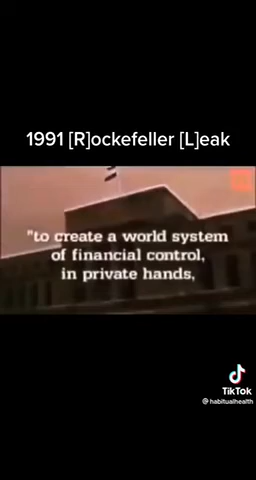 1991 [R]ockefeller [L]eak
"to create a world system
of financial control,
in private hands,
TikTok
@habitualhealth